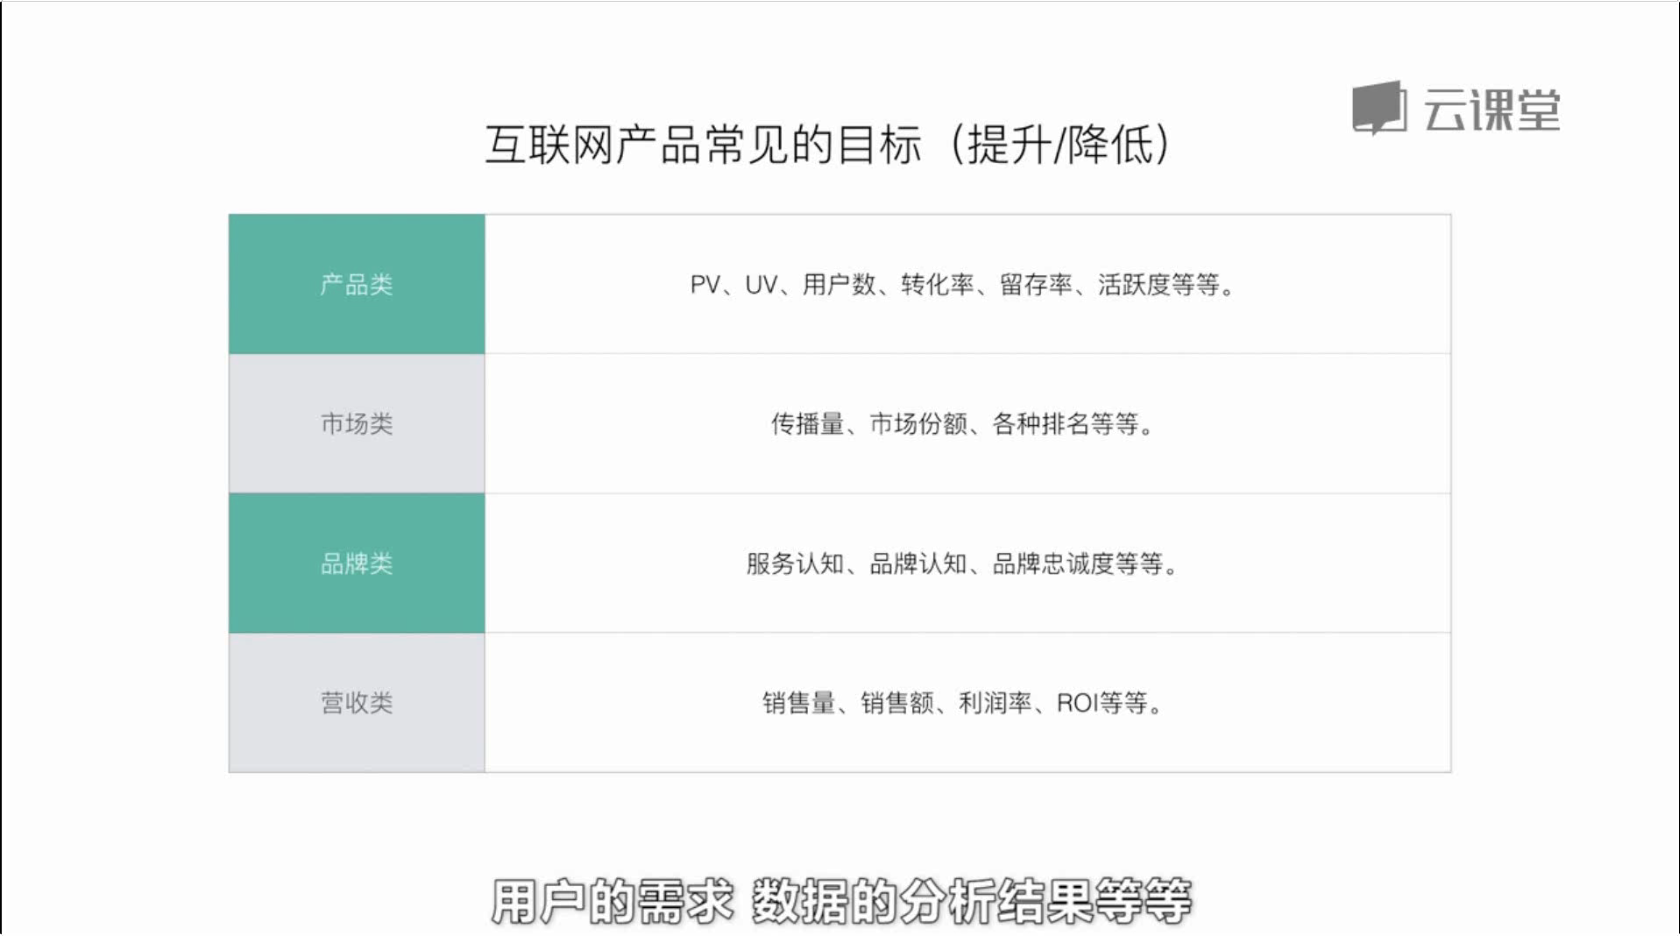 云课堂
互联网产品常见的目标（提升/降低）
产品类
PV、UV、用户数、转化率、留存率、活跃度等等。
市场类
传播量、市场份额、各种排名等等。
品牌类
服务认知、品牌认知、品牌忠诚度等等。
营收类
销售量、销售额、利润率、ROI等等。
用户的需求 数据的分析结果等等